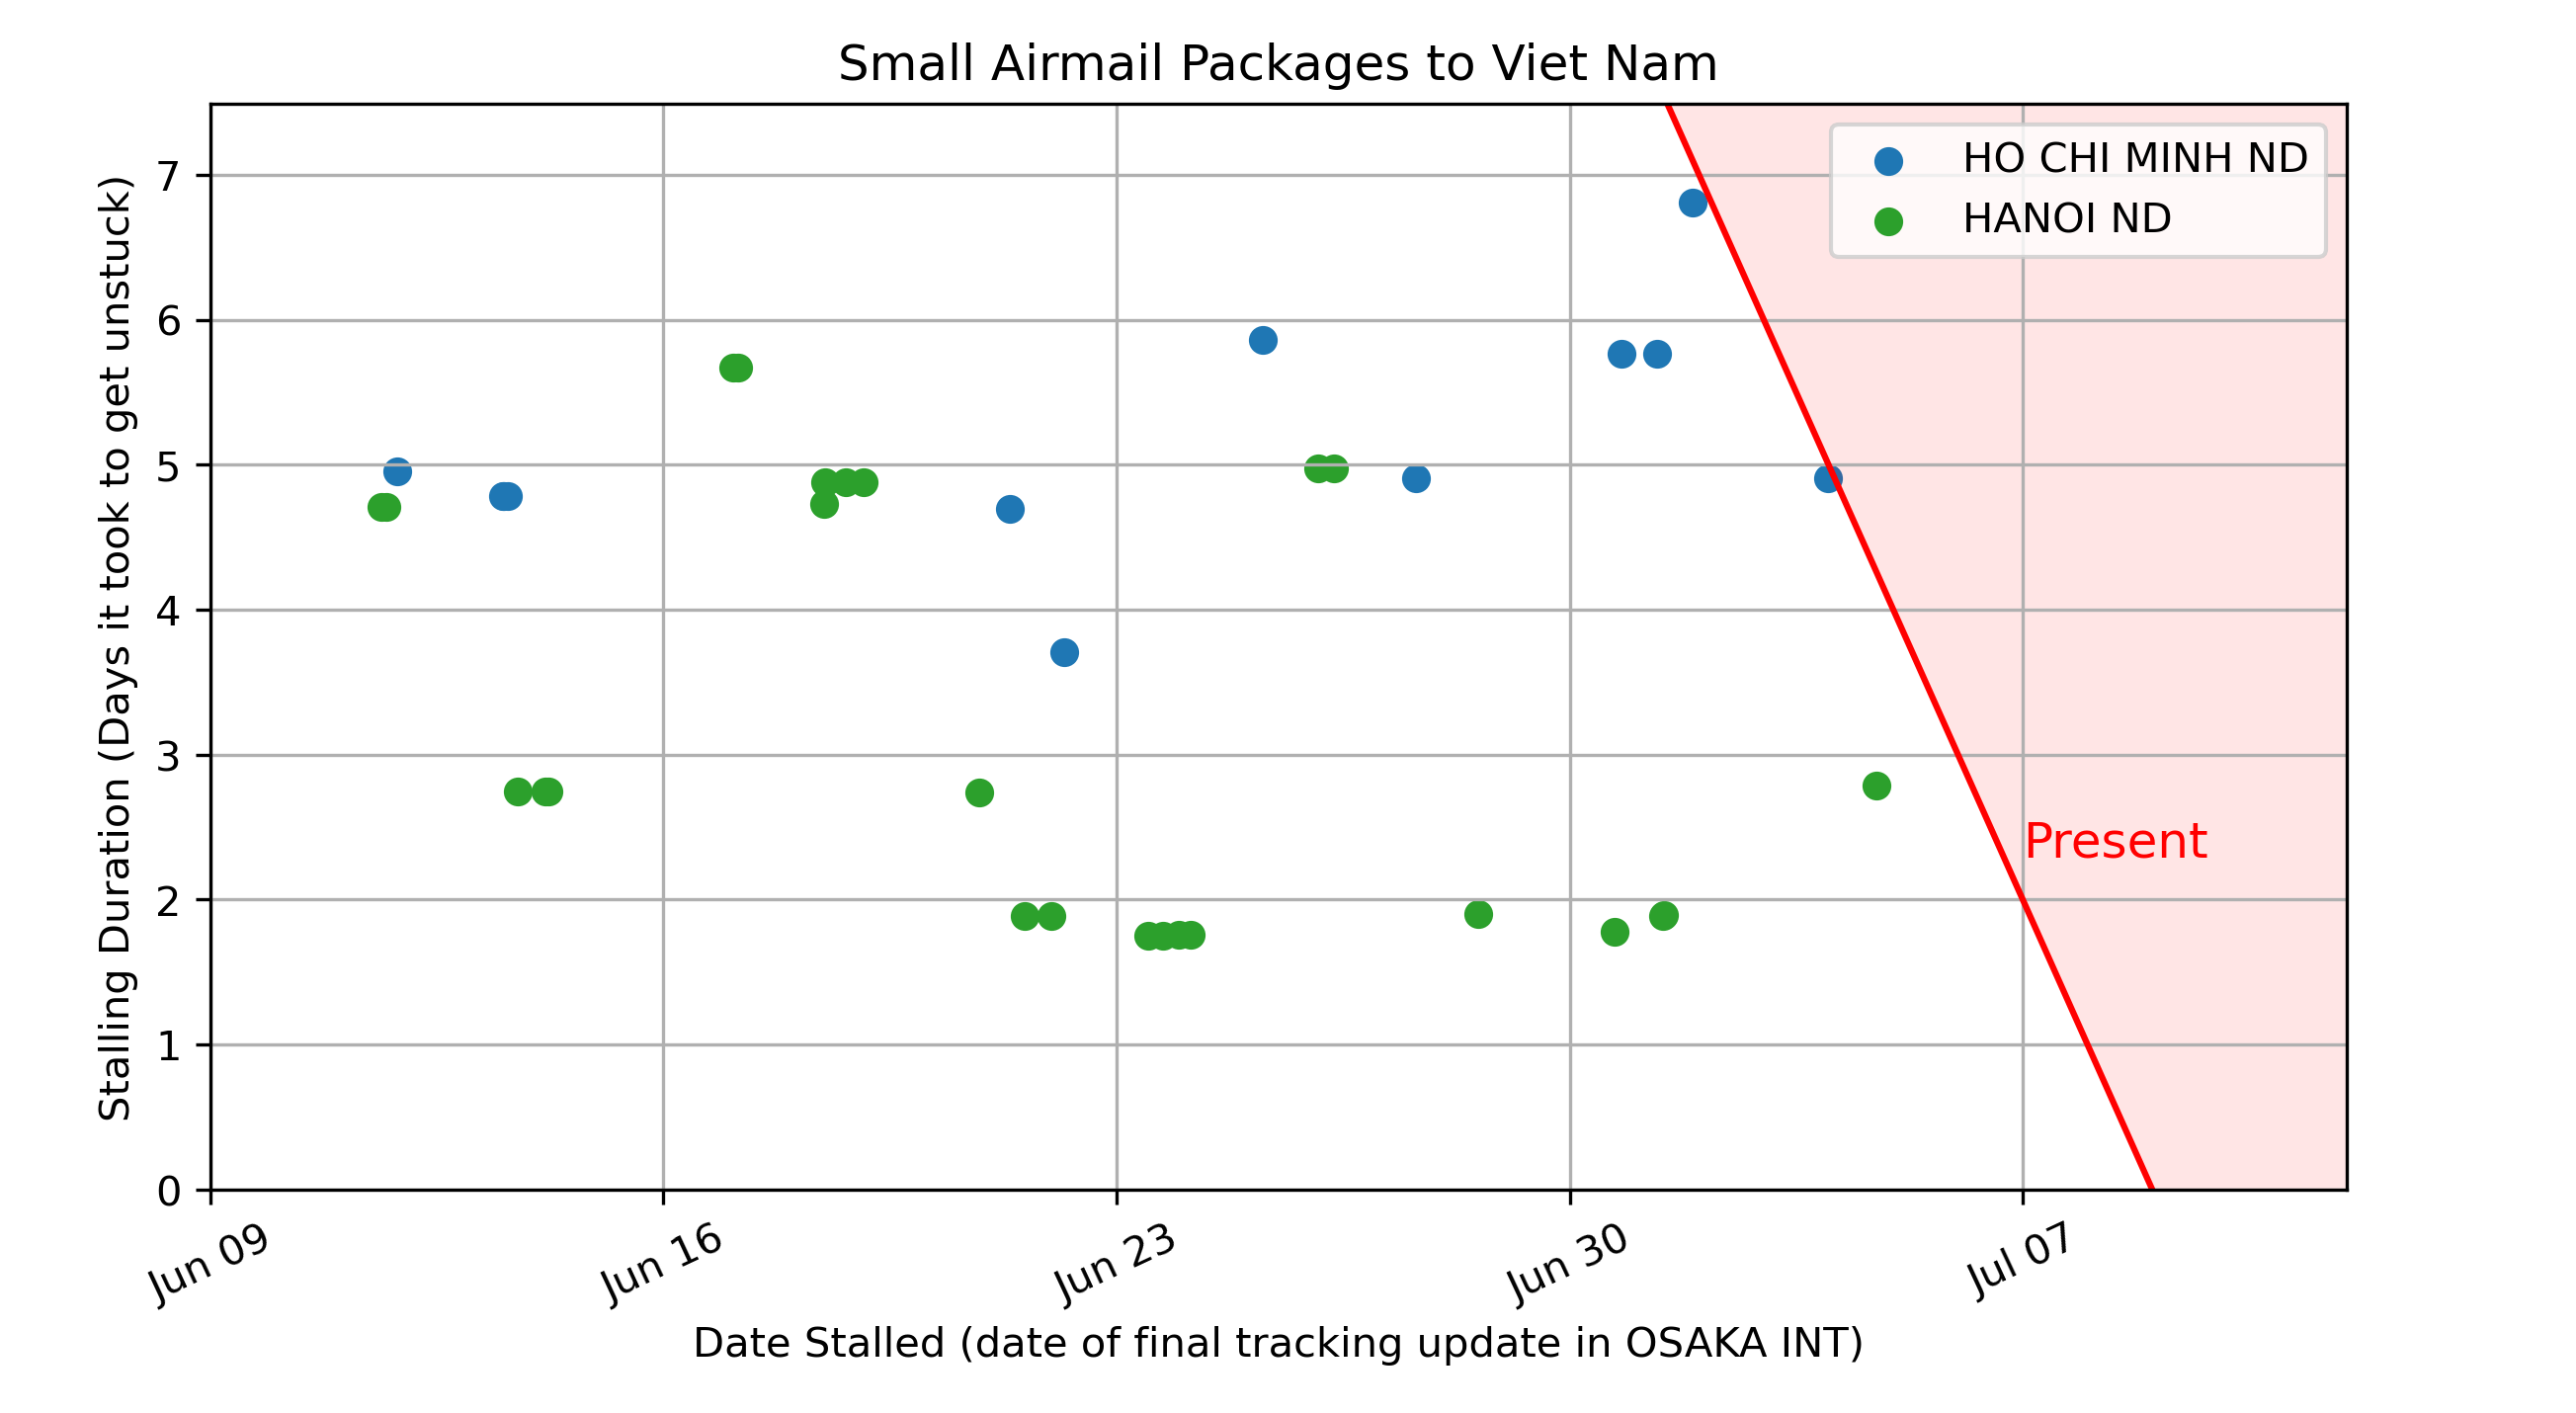 Small Airmail Packages to Viet Nam
Stalling Duration (Days it took to get unstuck)
7
6
5
4
3
2
1
0
HO CHI MINH ND
HANOI ND
Present
Jun 09
Jun 16
Jun 23
Jun 30
Jul 07
Date Stalled (date of final tracking update in OSAKA INT)